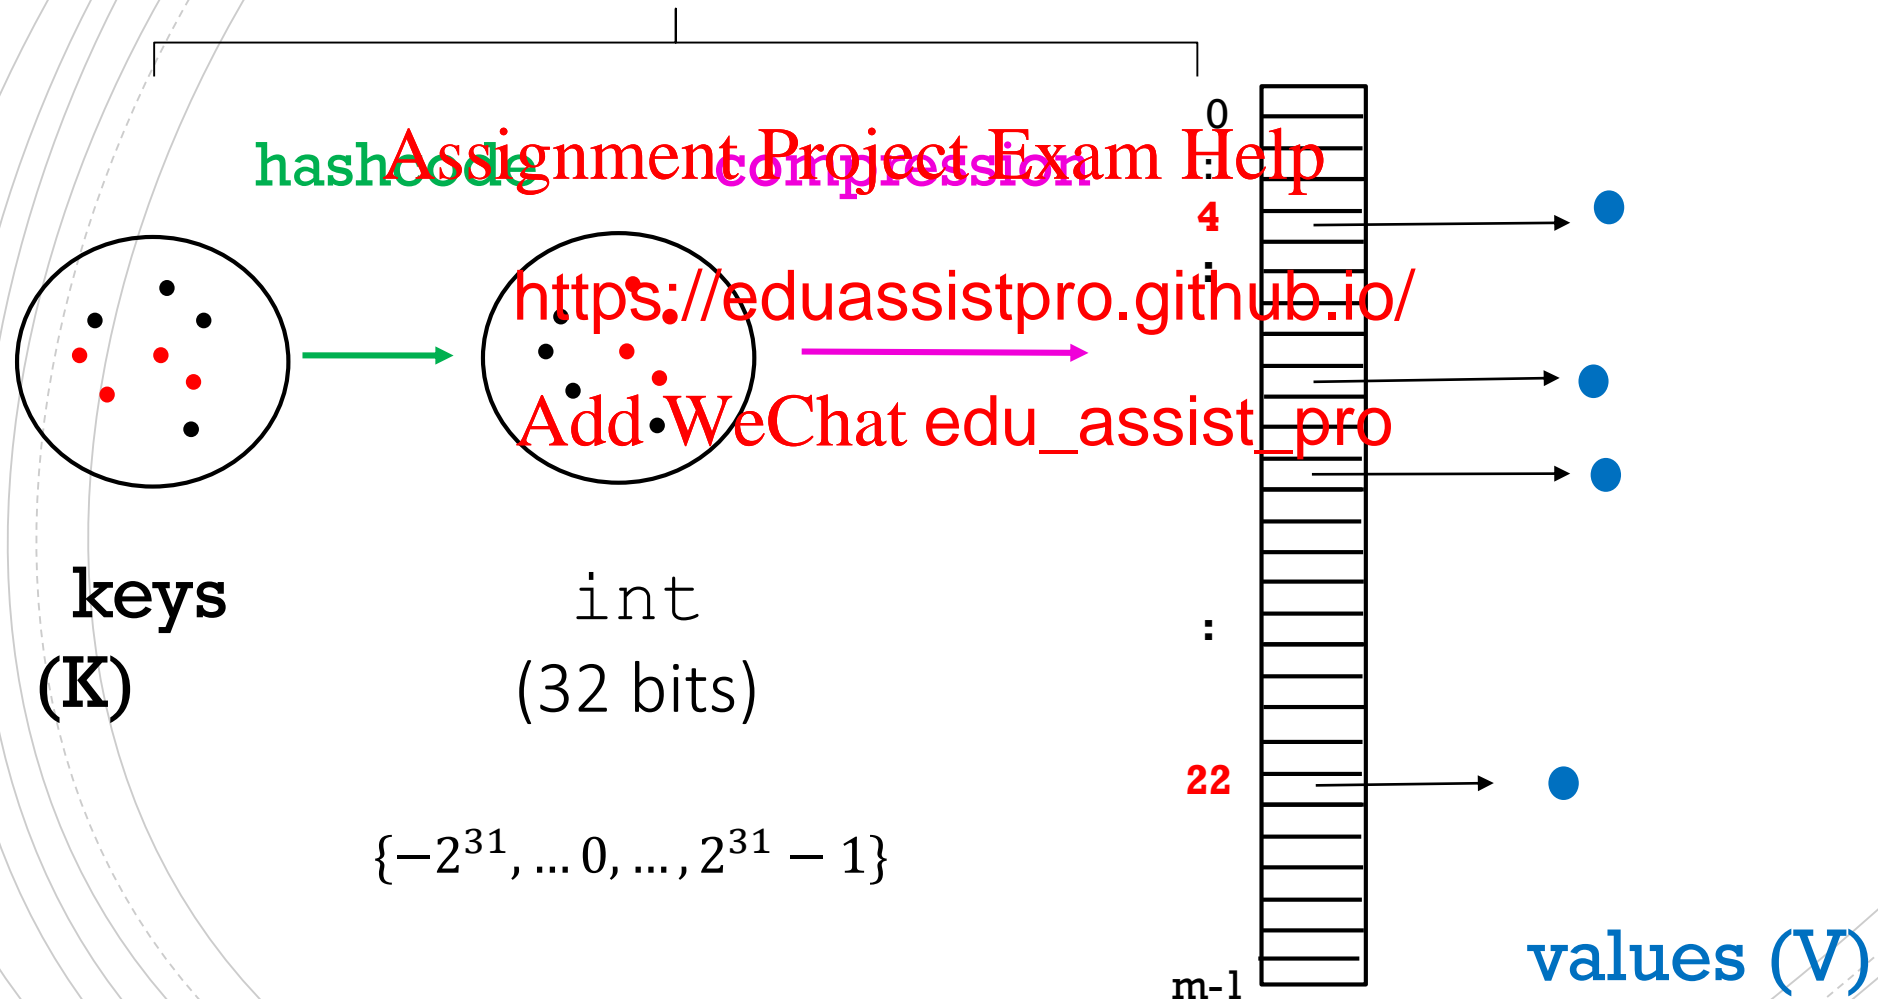 0
hashcode
compression
Assignment Project Exam Help
:
4
:
https://eduassistpro.github.io/
Add WeChat edu_assist_pro
keys
(K)
int
(32 bits)
:
22
{−2³¹, … 0, … , 2³¹ − 1}
values (V)
m-1